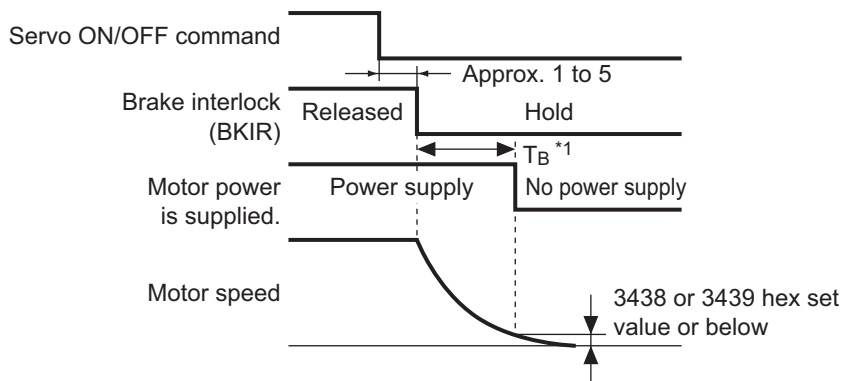 Servo ON/OFF command
Approx. 1 to 5
Brake interlock
(BKIR)
Released
Hold
TB *1
Motor power
is supplied.
Power supply
No power supply
Motor speed
3438 or 3439 hex set
value or below